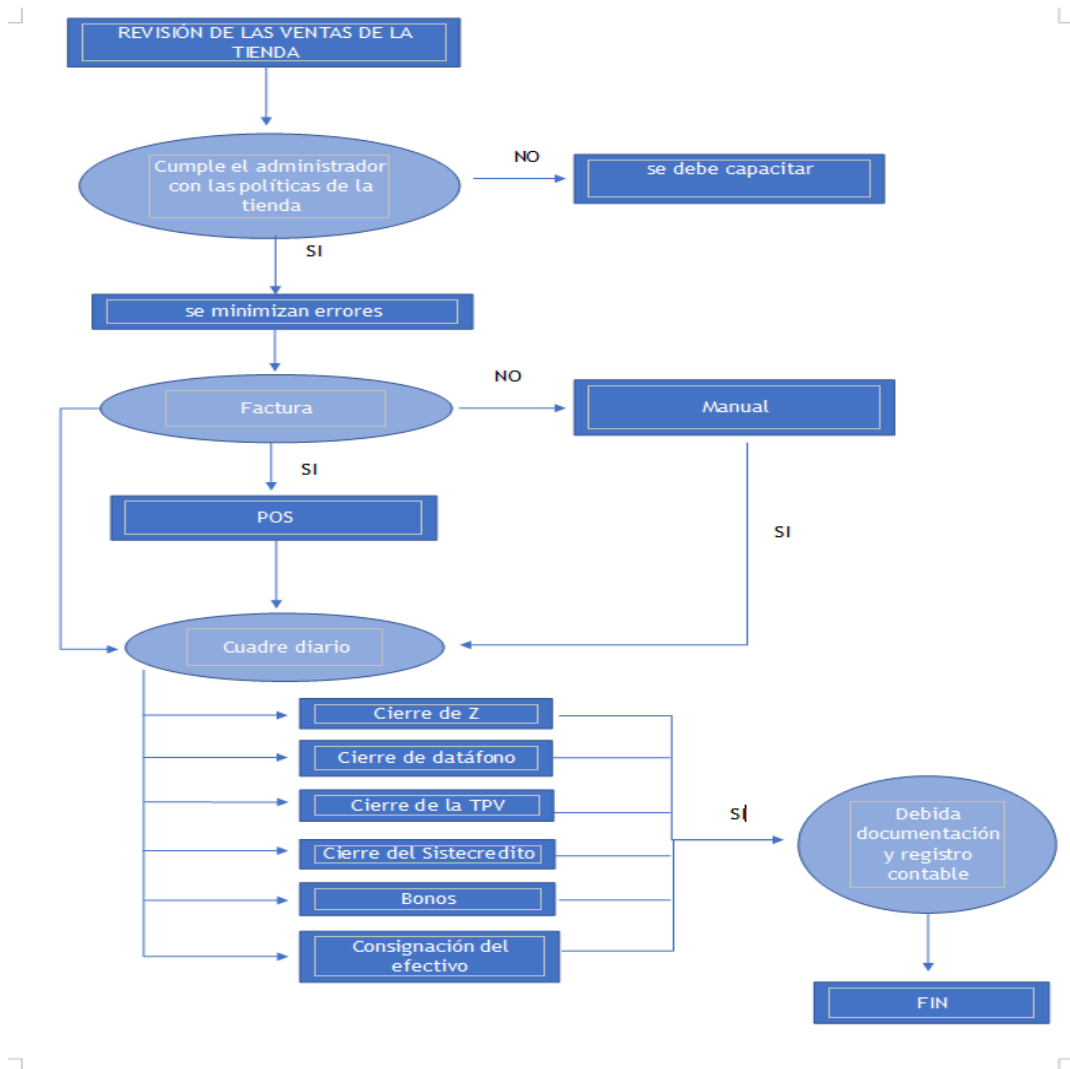 REVISIÓN DE LAS VENTAS DE LA
TIENDA
Cumple el administrador
con las políticas de la
tienda
NO
se debe capacitar
SI
se minimizan errores
Factura
NO
Manual
SI
POS
SI
Cuadre diario
Cierre de Z
Cierre de datáfono
Cierre de la TPV
Cierre del Sistecredito
Bonos
Consignación del
efectivo
SI
Debida
documentación
y registro
contable
FIN